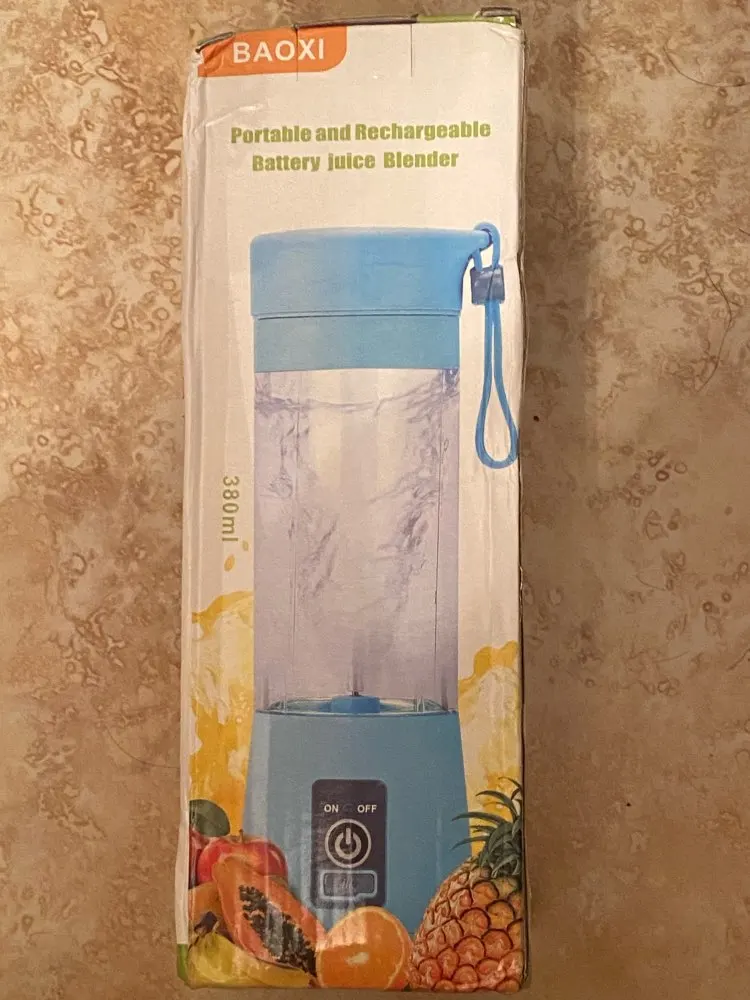 BAOXI
Portable and Rechargeable
Battery juice Blender
380ml
ON OFF